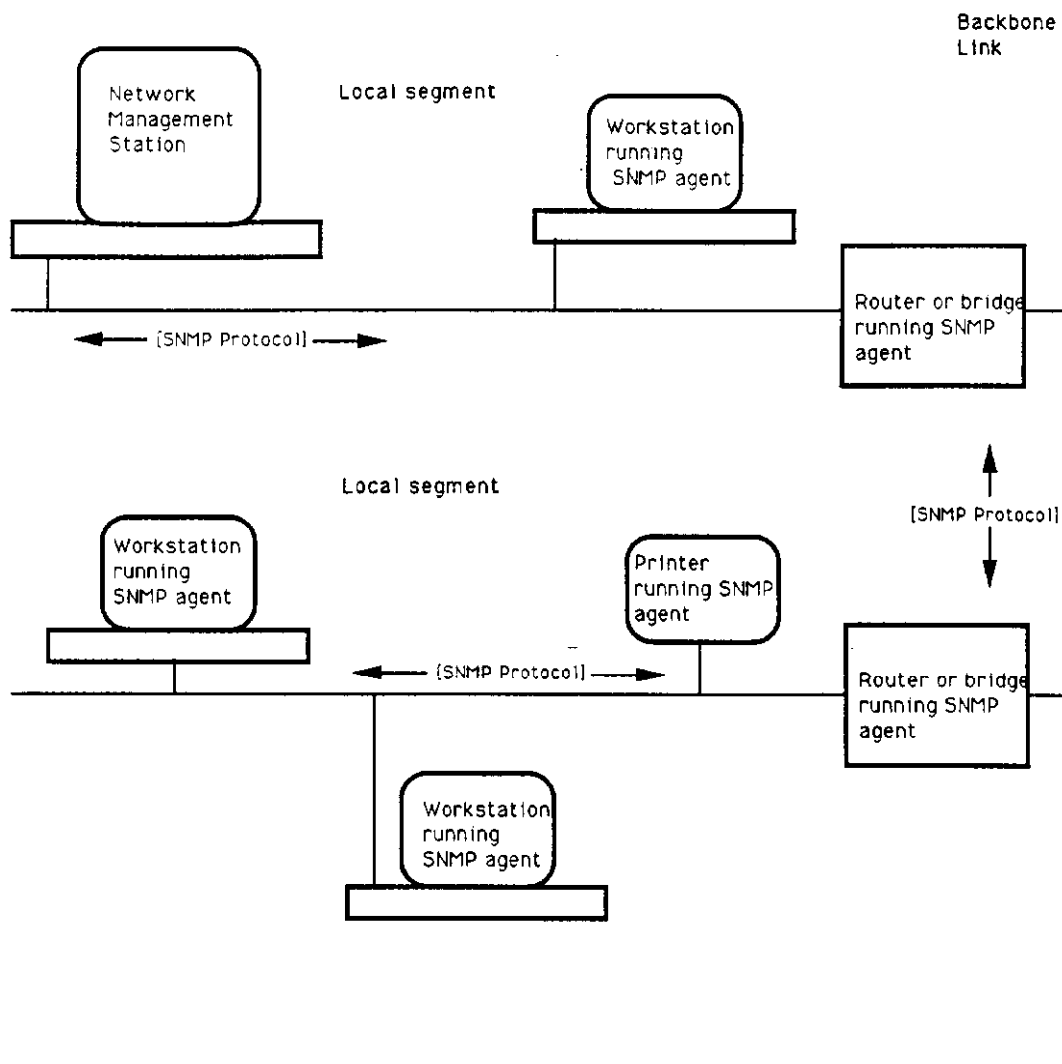 Backbone
Link
Network
Management
Station
Local segment
Workstation
running
SNMP agent
Router or bridge
running SNMP
agent
[SNMP Protocol]
Local segment
[SNMP Protocol]
Workstation
running
SNMP agent
Printer
running SNMP
agent
[SNMP Protocol]
Router or bridge
running SNMP
agent
Workstation
running
SNMP agent